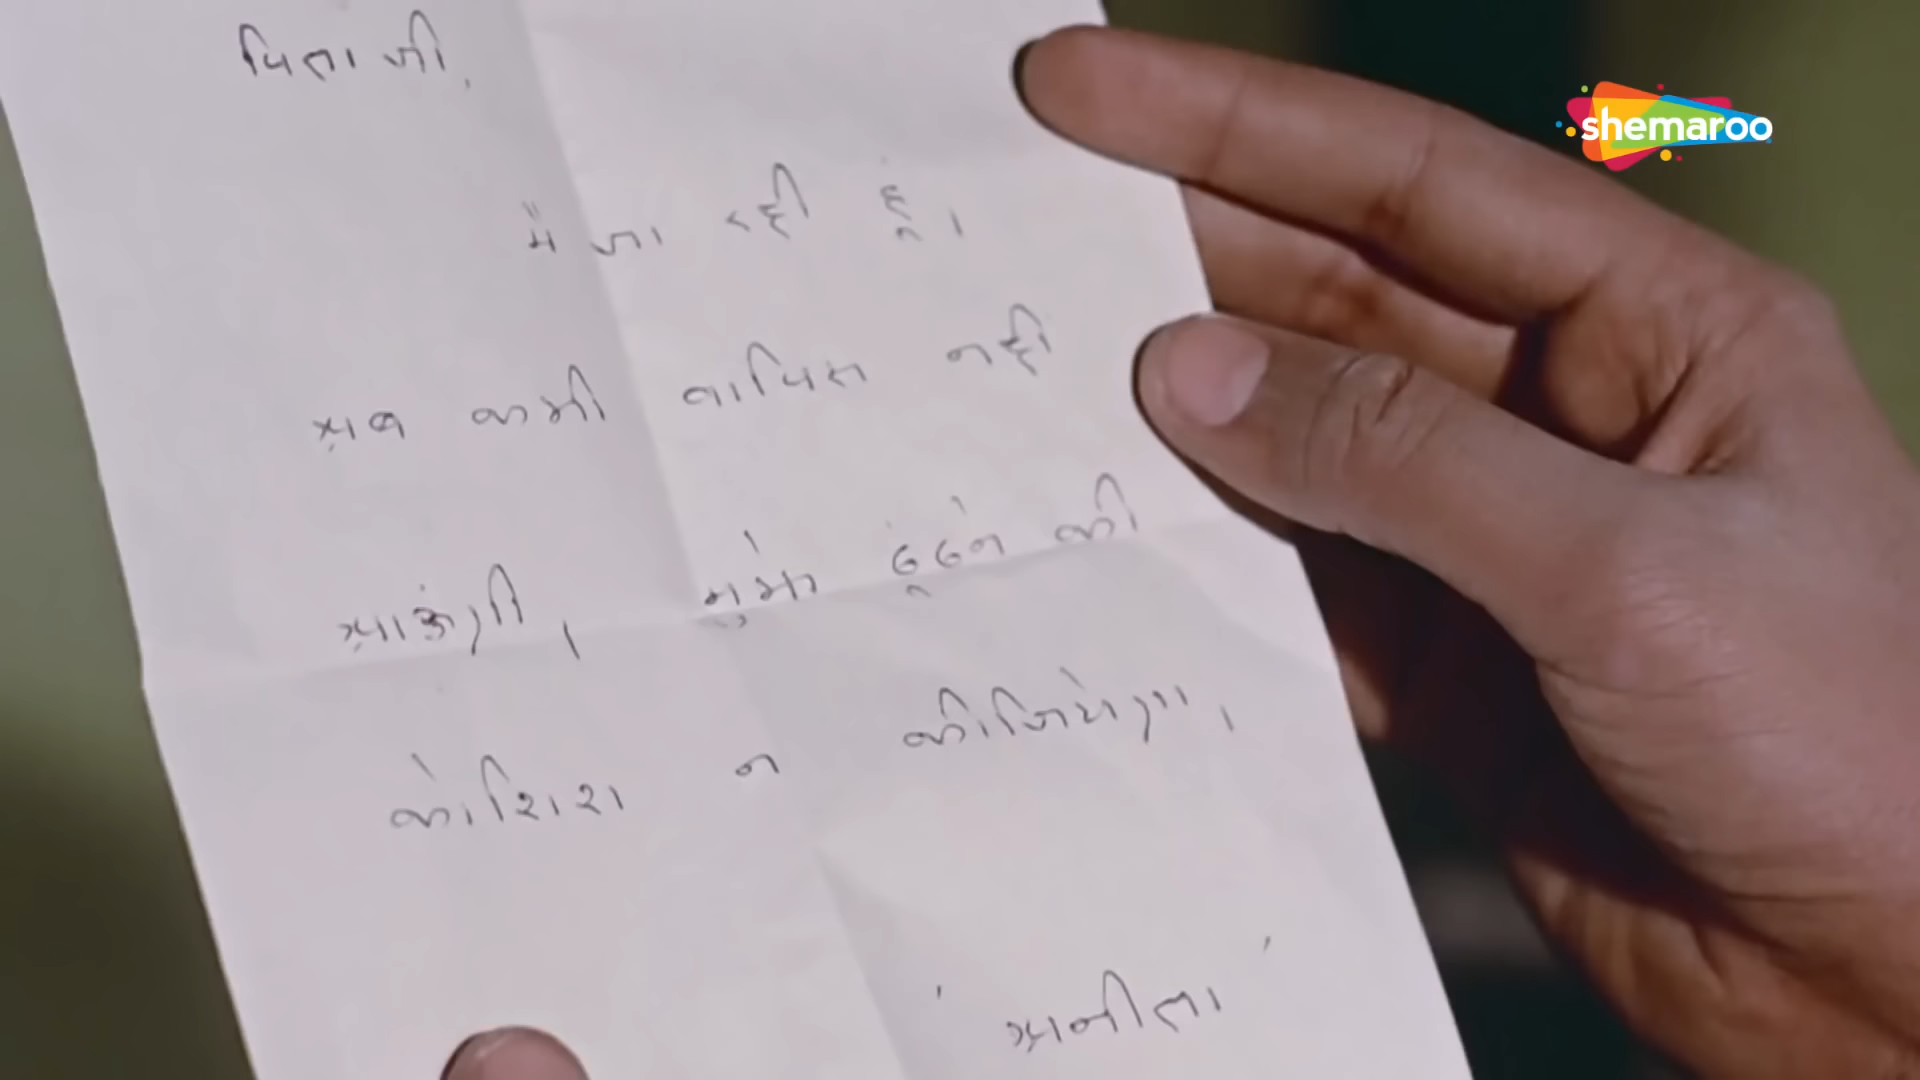 पिता जी,
shemaroo
मैं जा रही हूं।
अब कभी वापिस नही
आऊंगी। मुझे ढूंढने की
कोशिश न कीजियेगा।
'अनीता'